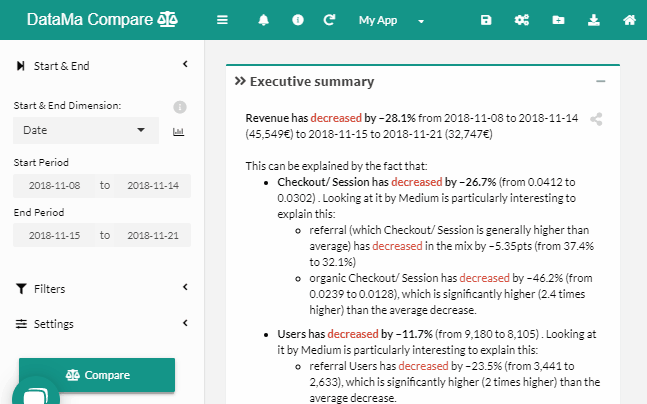 DataMa Compare
My App
Start & End
Start & End Dimension:
Date
Start Period
2018-11-08 to 2018-11-14
End Period
2018-11-15 to 2018-11-21
Filters
Settings
Compare
Executive summary
Revenue has decreased by −28.1% from 2018-11-08 to 2018-11-14
(45,549€) to 2018-11-15 to 2018-11-21 (32,747€)
This can be explained by the fact that:
• Checkout/ Session has decreased by −26.7% (from 0.0412 to
0.0302) . Looking at it by Medium is particularly interesting to
explain this:
◦ referral (which Checkout/ Session is generally higher than
average) has decreased in the mix by −5.35pts (from 37.4%
to 32.1%)
◦ organic Checkout/ Session has decreased by −46.2% (from
0.0239 to 0.0128), which is significantly higher (2.4 times
higher) than the average decrease.
• Users has decreased by −11.7% (from 9,180 to 8,105) . Looking at
it by Medium is particularly interesting to explain this:
◦ referral Users has decreased by −23.5% (from 3,441 to
2,633), which is significantly higher (2 times higher) than the
average decrease.